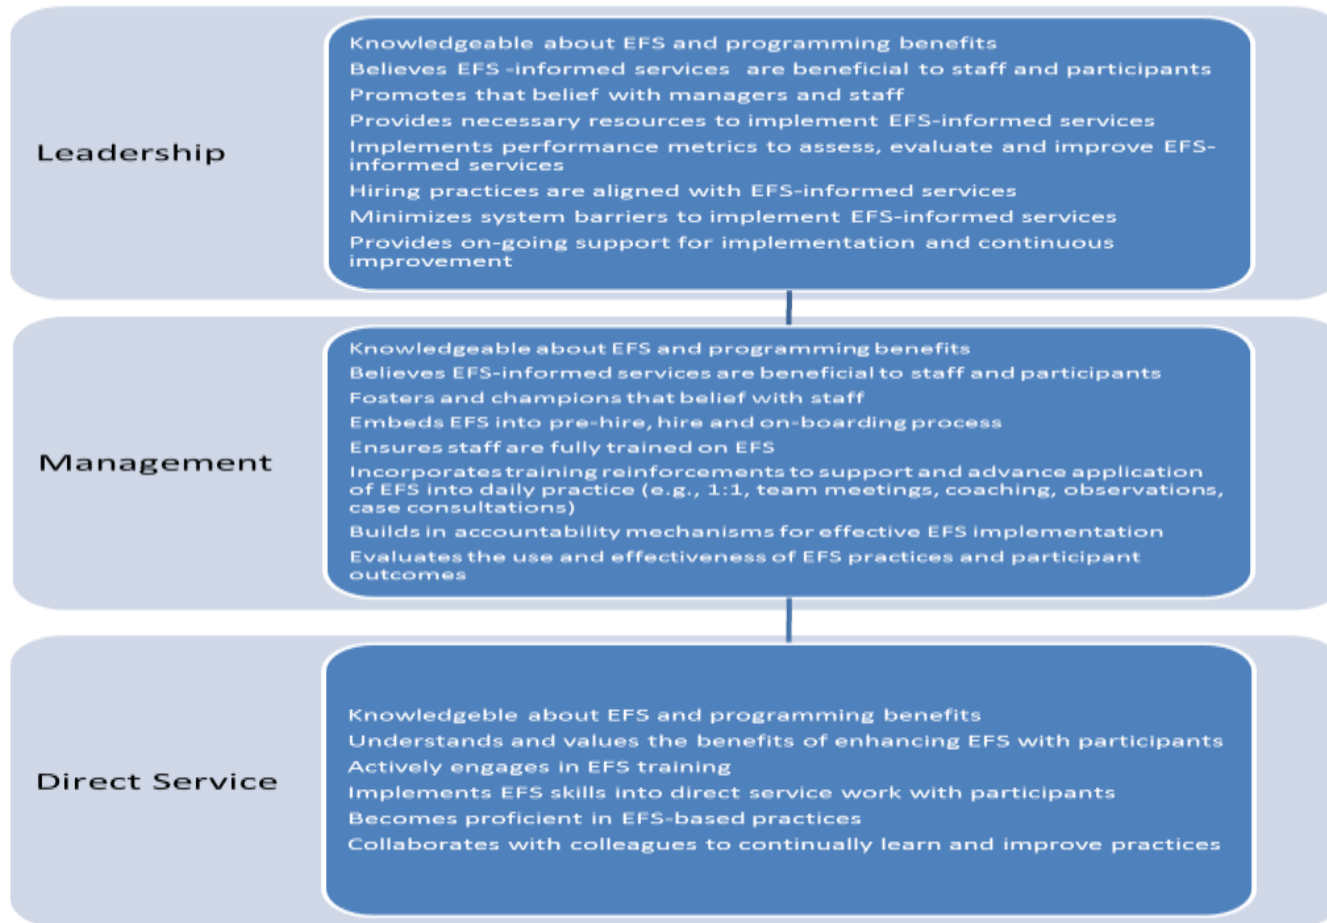 Leadership
Knowledgeable about EFS and programming benefits
Believes EFS -informed services are beneficial to staff and participants
Promotes that belief with managers and staff
Provides necessary resources to implement EFS-informed services
Implements performance metrics to assess, evaluate and improve EFS-
informed services
Hiring practices are aligned with EFS-informed services
Minimizes system barriers to implement EFS-informed services
Provides on-going support for implementation and continuous
improvement
Management
Knowledgeable about EFS and programming benefits
Believes EFS-informed services are beneficial to staff and participants
Fosters and champions that belief with staff
Embeds EFS into pre-hire, hire and on-boarding process
Ensures staff are fully trained on EFS
Incorporates training reinforcements to support and advance application
of EFS into daily practice (e.g., 1:1, team meetings, coaching, observations,
case consultations)
Builds in accountability mechanisms for effective EFS implementation
Evaluates the use and effectiveness of EFS practices and participant
outcomes
Direct Service
Knowledgeble about EFS and programming benefits
Understands and values the benefits of enhancing EFS with participants
Actively engages in EFS training
Implements EFS skills into direct service work with participants
Becomes proficient in EFS-based practices
Collaborates with colleagues to continually learn and improve practices